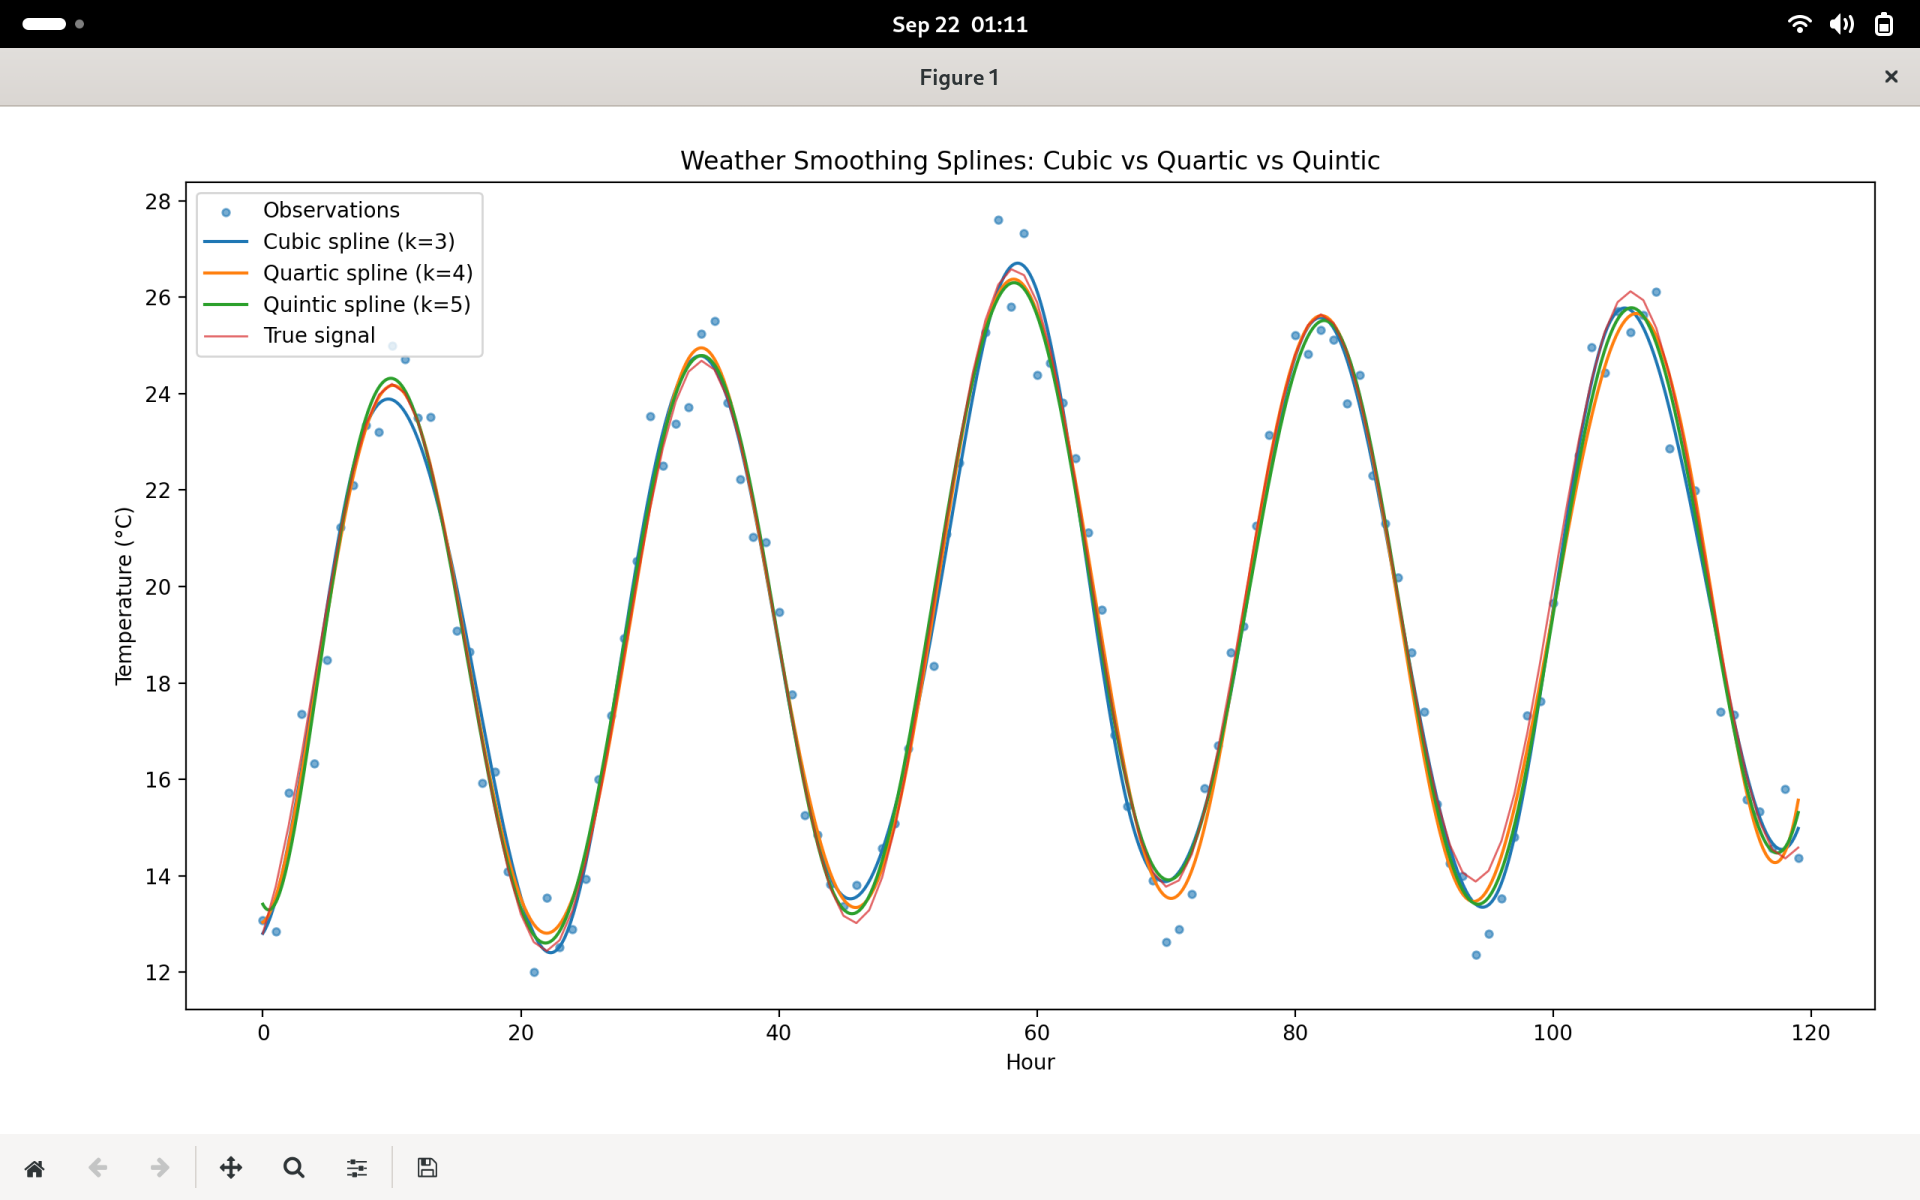 Sep 22 01:11
Figure 1
Weather Smoothing Splines: Cubic vs Quartic vs Quintic
Observations
Cubic spline (k=3)
Quartic spline (k=4)
Quintic spline (k=5)
True signal
28
26
24
22
20
18
16
14
12
Temperature (°C)
0 20 40 60 80 100 120
Hour